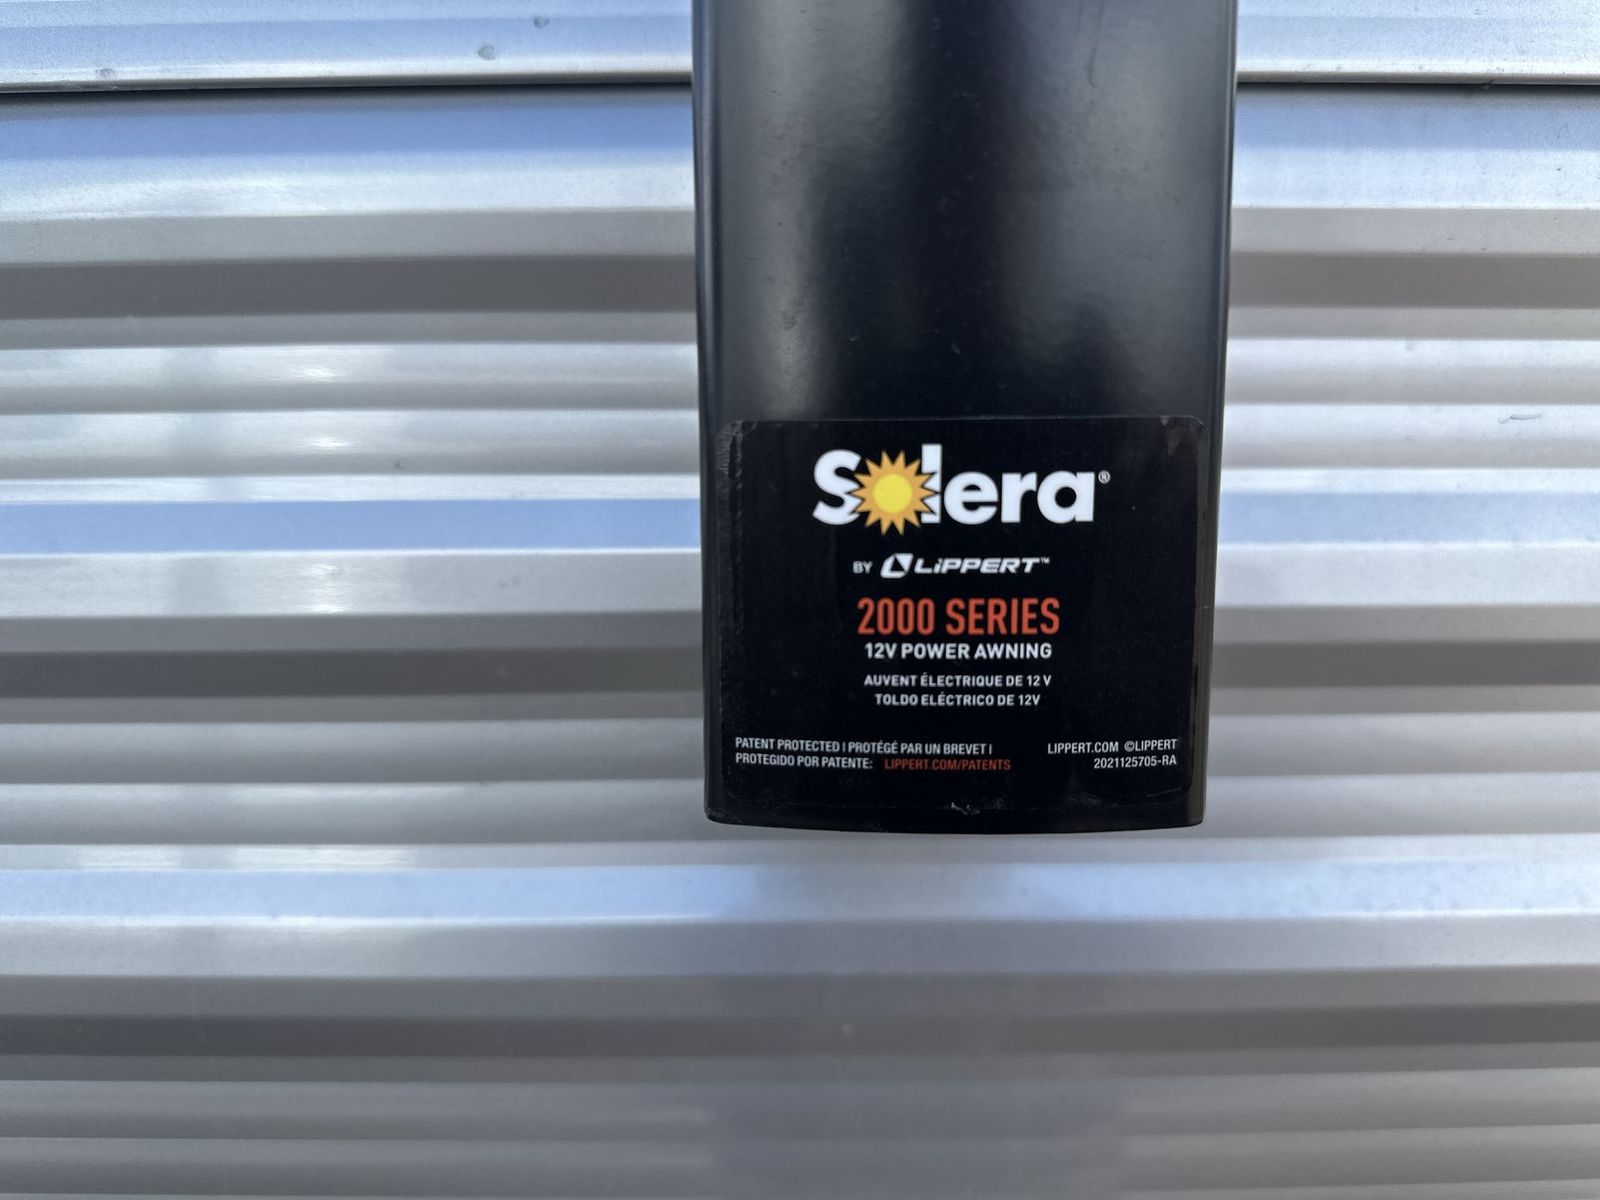 Solera®
BY LIPPERT™
2000 SERIES
12V POWER AWNING
AUVENT ÉLECTRIQUE DE 12 V
TOLDO ELÉCTRICO DE 12V
PATENT PROTECTED | PROTÉGÉ PAR UN BREVET |
PROTEGIDO POR PATENTE: LIPPERT.COM/PATENTS
LIPPERT.COM ©LIPPERT
2021125705-RA